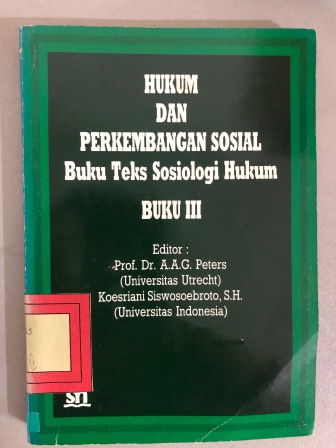 HUKUM
DAN
PERKEMBANGAN SOSIAL
Buku Teks Sosiologi Hukum
BUKU III
Editor :
Prof. Dr. A.A.G. Peters
(Universitas Utrecht)
Koesriani Siswosoebroto, S.H.
(Universitas Indonesia)